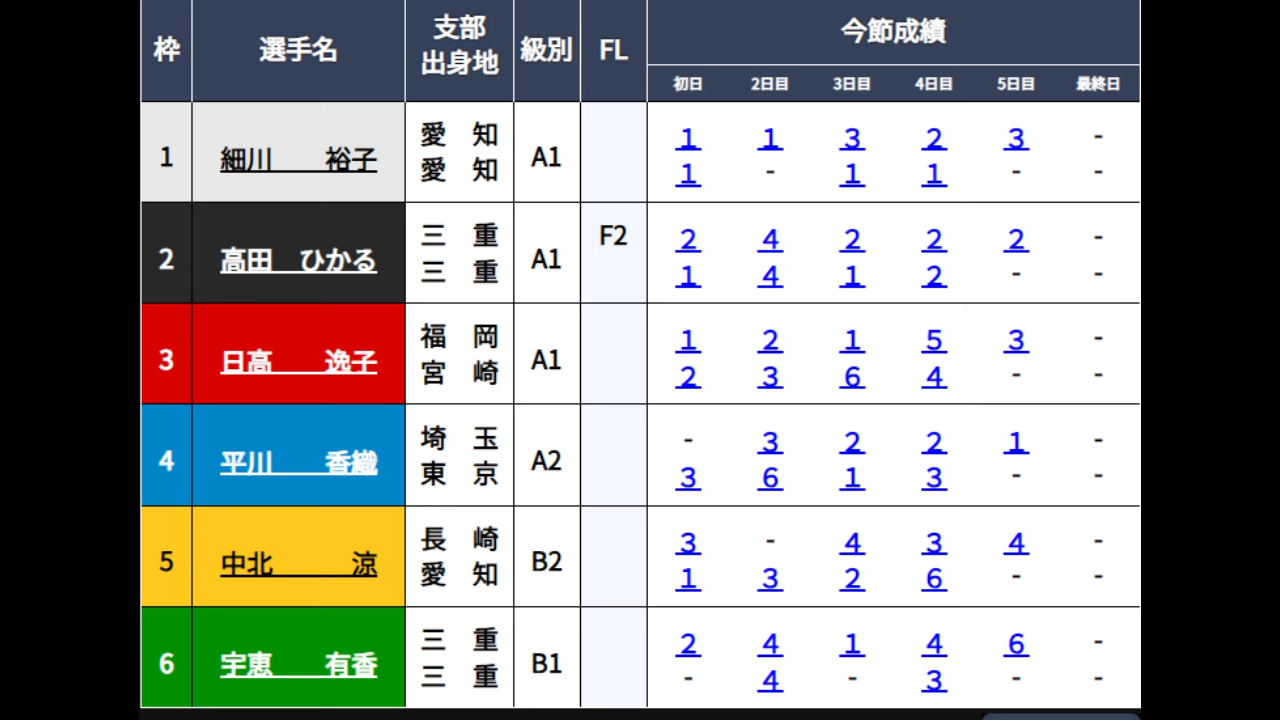 枠 選手名 支部 出身地 級別 FL 今節成績
初日 2日目 3日目 4日目 5日目 最終日
1 細川 裕子 愛知 A1 1 1 3 2 3 -
愛知 1 - 1 1 - -
2 高田 ひかる 三重 A1 F2 2 4 2 2 2 -
三重 1 4 1 2 - -
3 日高 逸子 福岡 A1 1 2 1 5 3 -
宮崎 2 3 6 4 - -
4 平川 香織 埼玉 A2 - 3 2 2 1 -
東京 3 6 1 3 - -
5 中北 涼 長崎 B2 3 - 4 3 4 -
愛知 1 3 2 6 - -
6 宇恵 有香 三重 B1 2 4 1 4 6 -
三重 - 4 - 3 - -